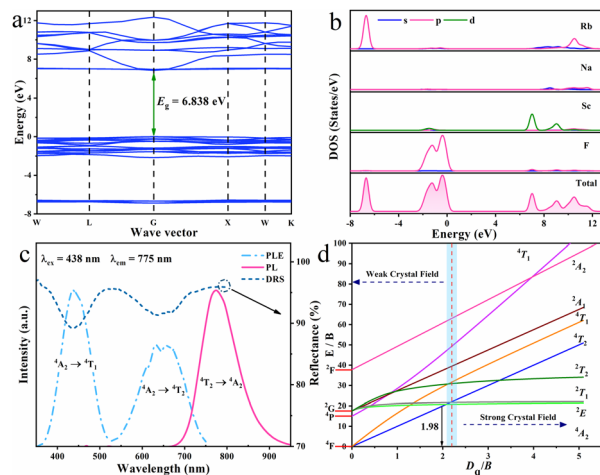 a
Energy (eV)
12
8
4
0
-4
-8
Eg = 6.838 eV
W L G X W K
Wave vector
b
DOS (States/eV)
s p d
Rb
Na
Sc
F
Total
-8 -4 0 4 8 12
Energy (eV)
c
λex = 438 nm λem = 775 nm
PLE
PL
DRS
Intensity (a.u.)
⁴A₂ → ⁴T₁
⁴A₂ → ⁴T₂
⁴T₂ → ⁴A₂
400 500 600 700 800 900
Wavelength (nm)
100
95
90
85
80
75
70
Reflectance (%)
d
E / B
100
90
80
70
60
50
40
30
20
10
0
Weak Crystal Field
⁴T₁
²A₂
²A₁
⁴T₁
⁴T₂
²T₂
²T₁
²E
⁴A₂
²F
²G
⁴P
⁴F
1.98
Strong Crystal Field
0 1 2 3 4 5
Dq/B